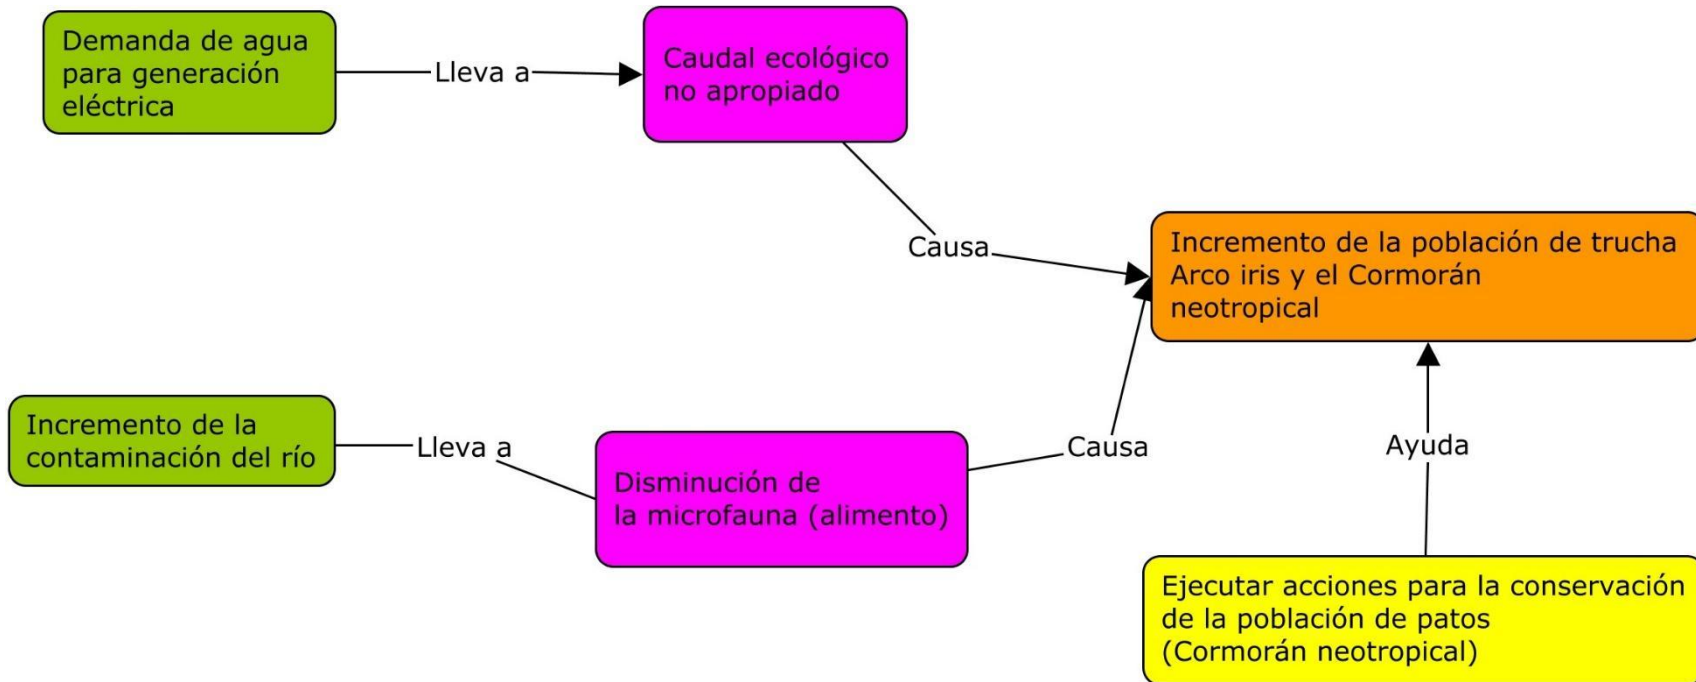 Demanda de agua
para generación
eléctrica
Lleva a
Caudal ecológico
no apropiado
Causa
Incremento de la población de trucha
Arco iris y el Cormorán
neotropical
Incremento de la
contaminación del río
Lleva a
Disminución de
la microfauna (alimento)
Causa
Ayuda
Ejecutar acciones para la conservación
de la población de patos
(Cormorán neotropical)